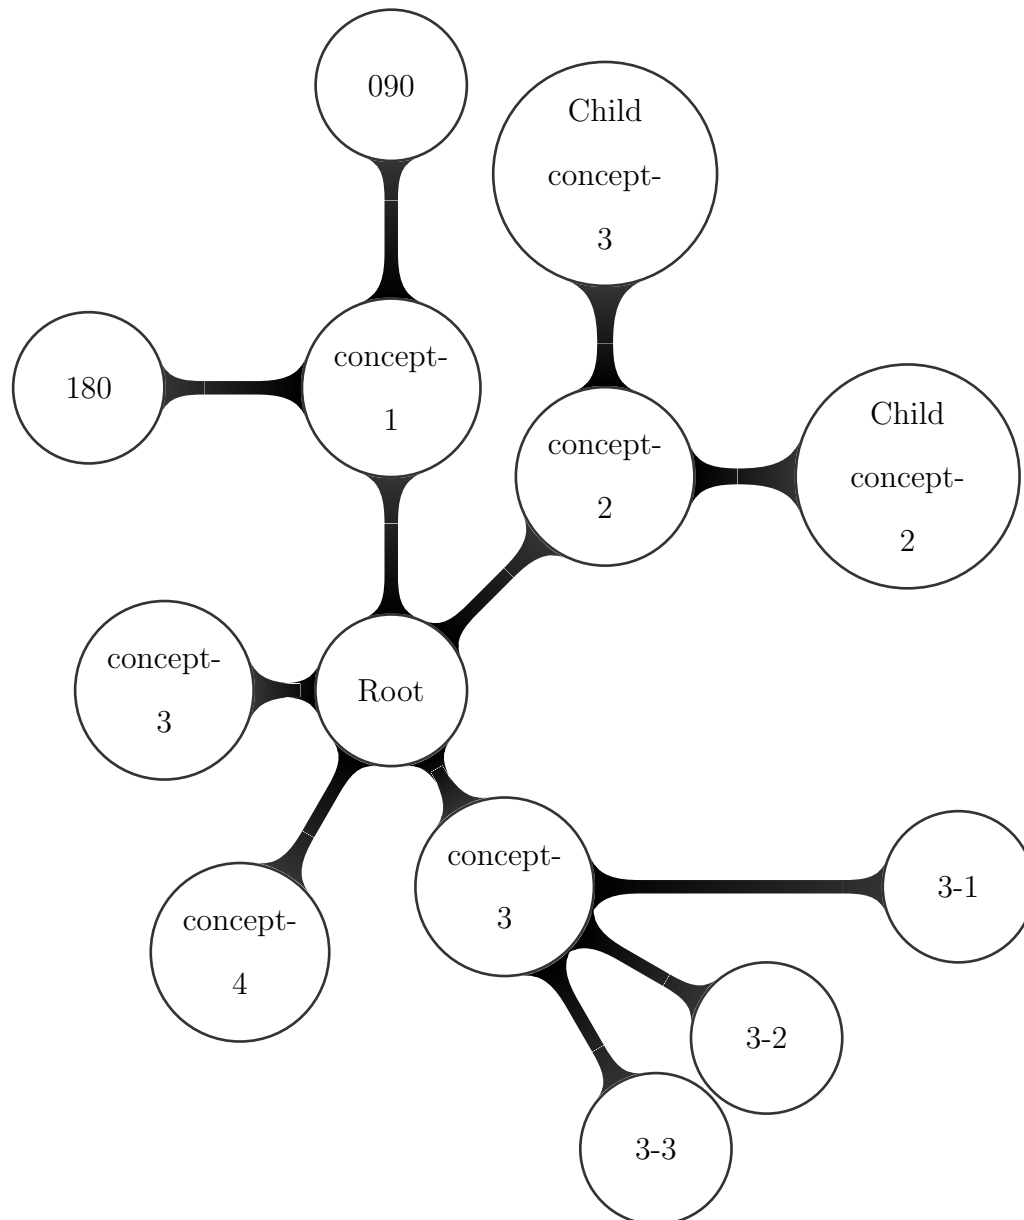 090
Child
concept-
3
180
concept-
1
concept-
2
Child
concept-
2
concept-
3
Root
concept-
4
concept-
3
3-1
3-2
3-3